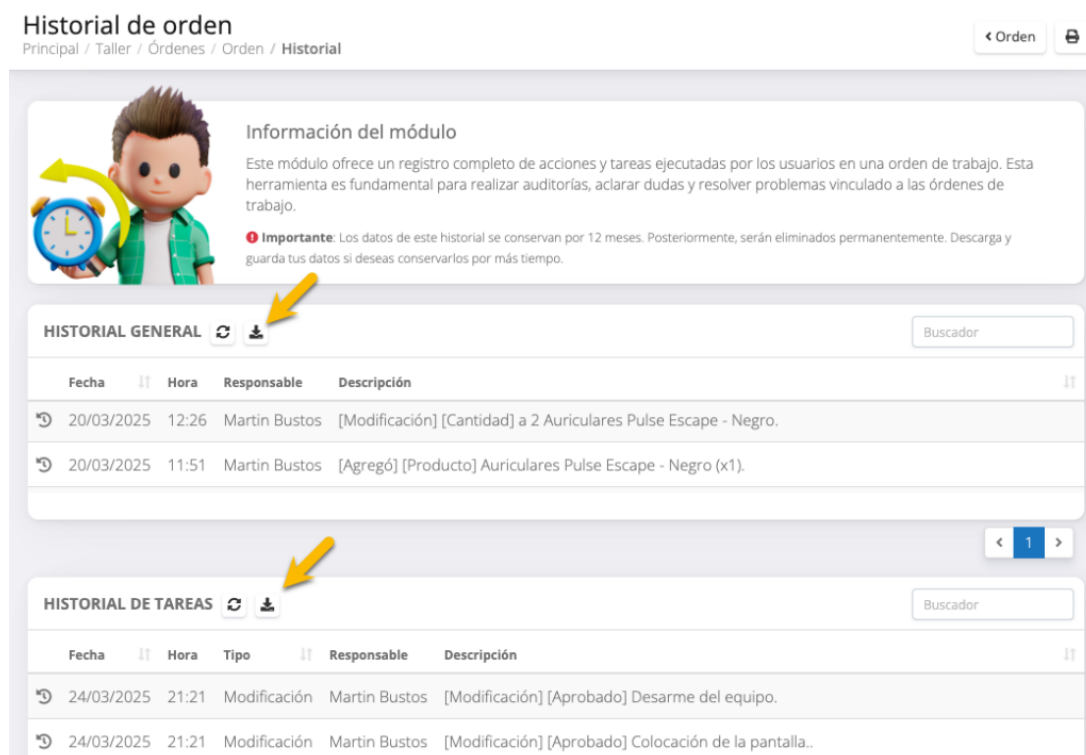 Historial de orden
Principal / Taller / Órdenes / Orden / Historial
Orden
Información del módulo
Este módulo ofrece un registro completo de acciones y tareas ejecutadas por los usuarios en una orden de trabajo. Esta
herramienta es fundamental para realizar auditorías, aclarar dudas y resolver problemas vinculado a las órdenes de
trabajo.
Importante: Los datos de este historial se conservan por 12 meses. Posteriormente, serán eliminados permanentemente. Descarga y
guarda tus datos si deseas conservarlos por más tiempo.
HISTORIAL GENERAL Buscador
Fecha Hora Responsable Descripción
20/03/2025 12:26 Martin Bustos [Modificación] [Cantidad] a 2 Auriculares Pulse Escape - Negro.
20/03/2025 11:51 Martin Bustos [Agregó] [Producto] Auriculares Pulse Escape - Negro (x1).
< 1 >
HISTORIAL DE TAREAS Buscador
Fecha Hora Tipo Responsable Descripción
24/03/2025 21:21 Modificación Martin Bustos [Modificación] [Aprobado] Desarme del equipo.
24/03/2025 21:21 Modificación Martin Bustos [Modificación] [Aprobado] Colocación de la pantalla..